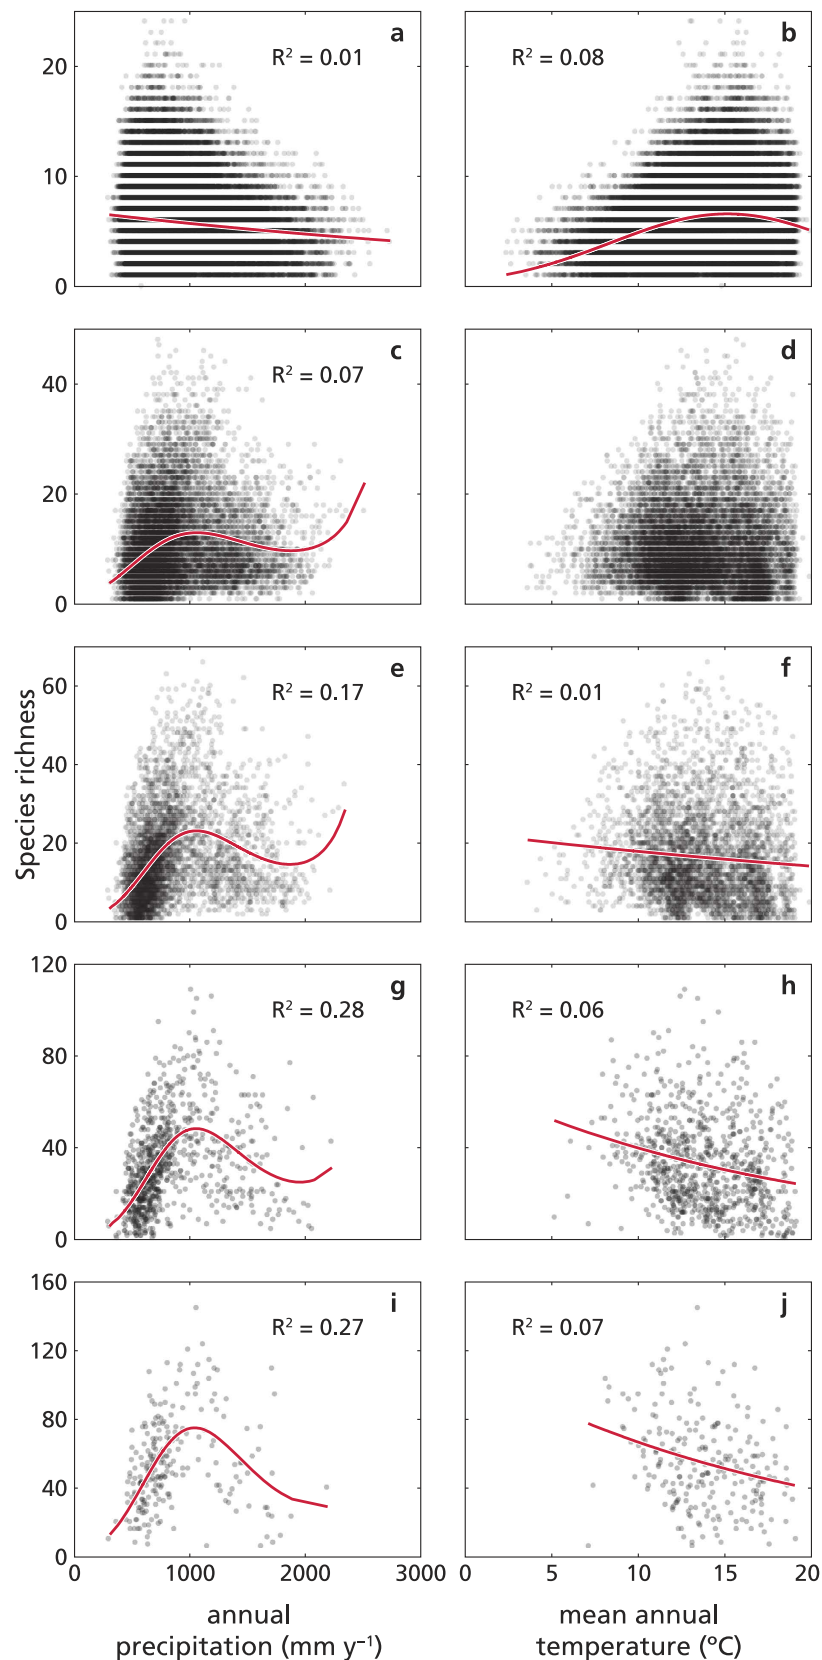 a
R² = 0.01
20
10
0
b
R² = 0.08
c
R² = 0.07
40
20
0
d
Species richness
e
R² = 0.17
60
40
20
0
f
R² = 0.01
120
g
R² = 0.28
80
40
0
h
R² = 0.06
160
i
R² = 0.27
120
80
40
0
j
R² = 0.07
0 1000 2000 3000
0 5 10 15 20
annual
precipitation (mm y⁻¹)
mean annual
temperature (ºC)